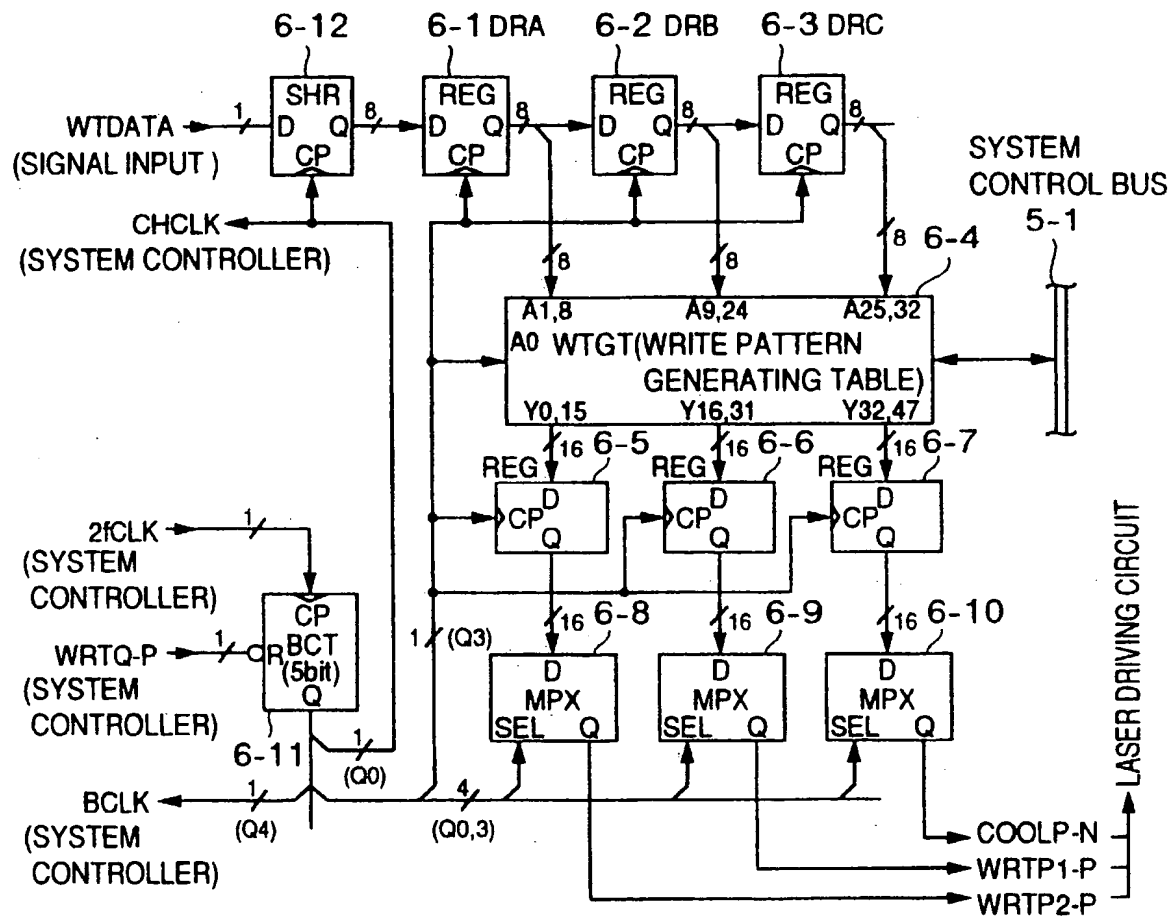 6-12 6-1 DRA 6-2 DRB 6-3 DRC
SHR REG REG REG
WTDATA 1 D Q 8 D Q 8 D Q 8 D Q 8
(SIGNAL INPUT )
CP CP CP CP
SYSTEM
CONTROL BUS
5-1
CHCLK
(SYSTEM CONTROLLER)
8 8 8 6-4
A1,8 A9,24 A25,32
A0 WTGT(WRITE PATTERN
GENERATING TABLE)
Y0,15 Y16,31 Y32,47
16 6-5 16 6-6 16 6-7
REG REG REG
D D D
CP CP CP
Q Q Q
2fCLK 1
(SYSTEM
CONTROLLER)
16 6-8 16 6-9 16 6-10
CP
WRTQ-P 1 R BCT
(5bit)
Q
(SYSTEM
CONTROLLER)
1 (Q3)
D D D
MPX MPX MPX
SEL Q SEL Q SEL Q
6-11
1
(Q0)
BCLK 1 4
(Q4) (Q0,3)
(SYSTEM
CONTROLLER)
COOLP-N
WRTP1-P
WRTP2-P
LASER DRIVING CIRCUIT